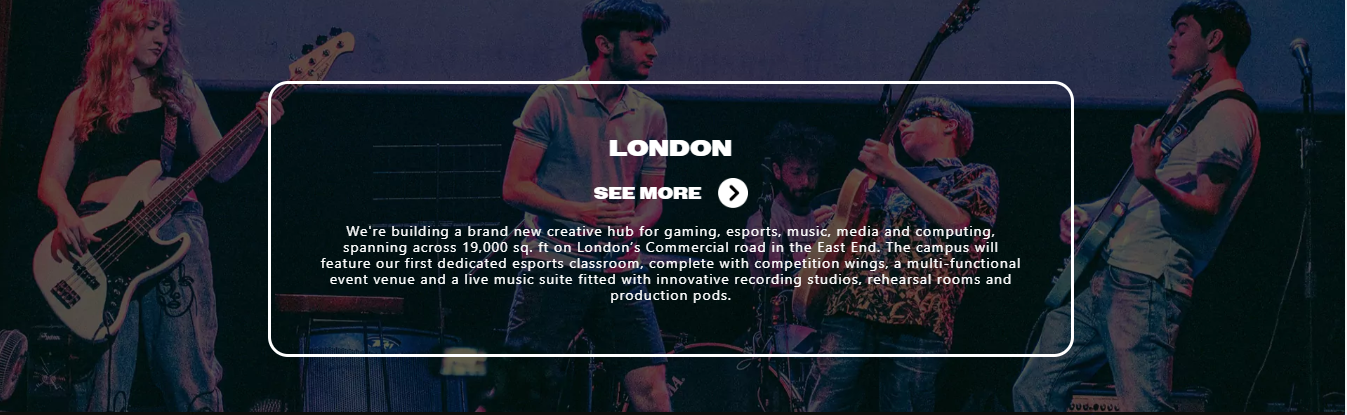 LONDON
SEE MORE
We're building a brand new creative hub for gaming, esports, music, media and computing,
spanning across 19,000 sq. ft on London's Commercial road in the East End. The campus will
feature our first dedicated esports classroom, complete with competition wings, a multi-functional
event venue and a live music suite fitted with innovative recording studios, rehearsal rooms and
production pods.